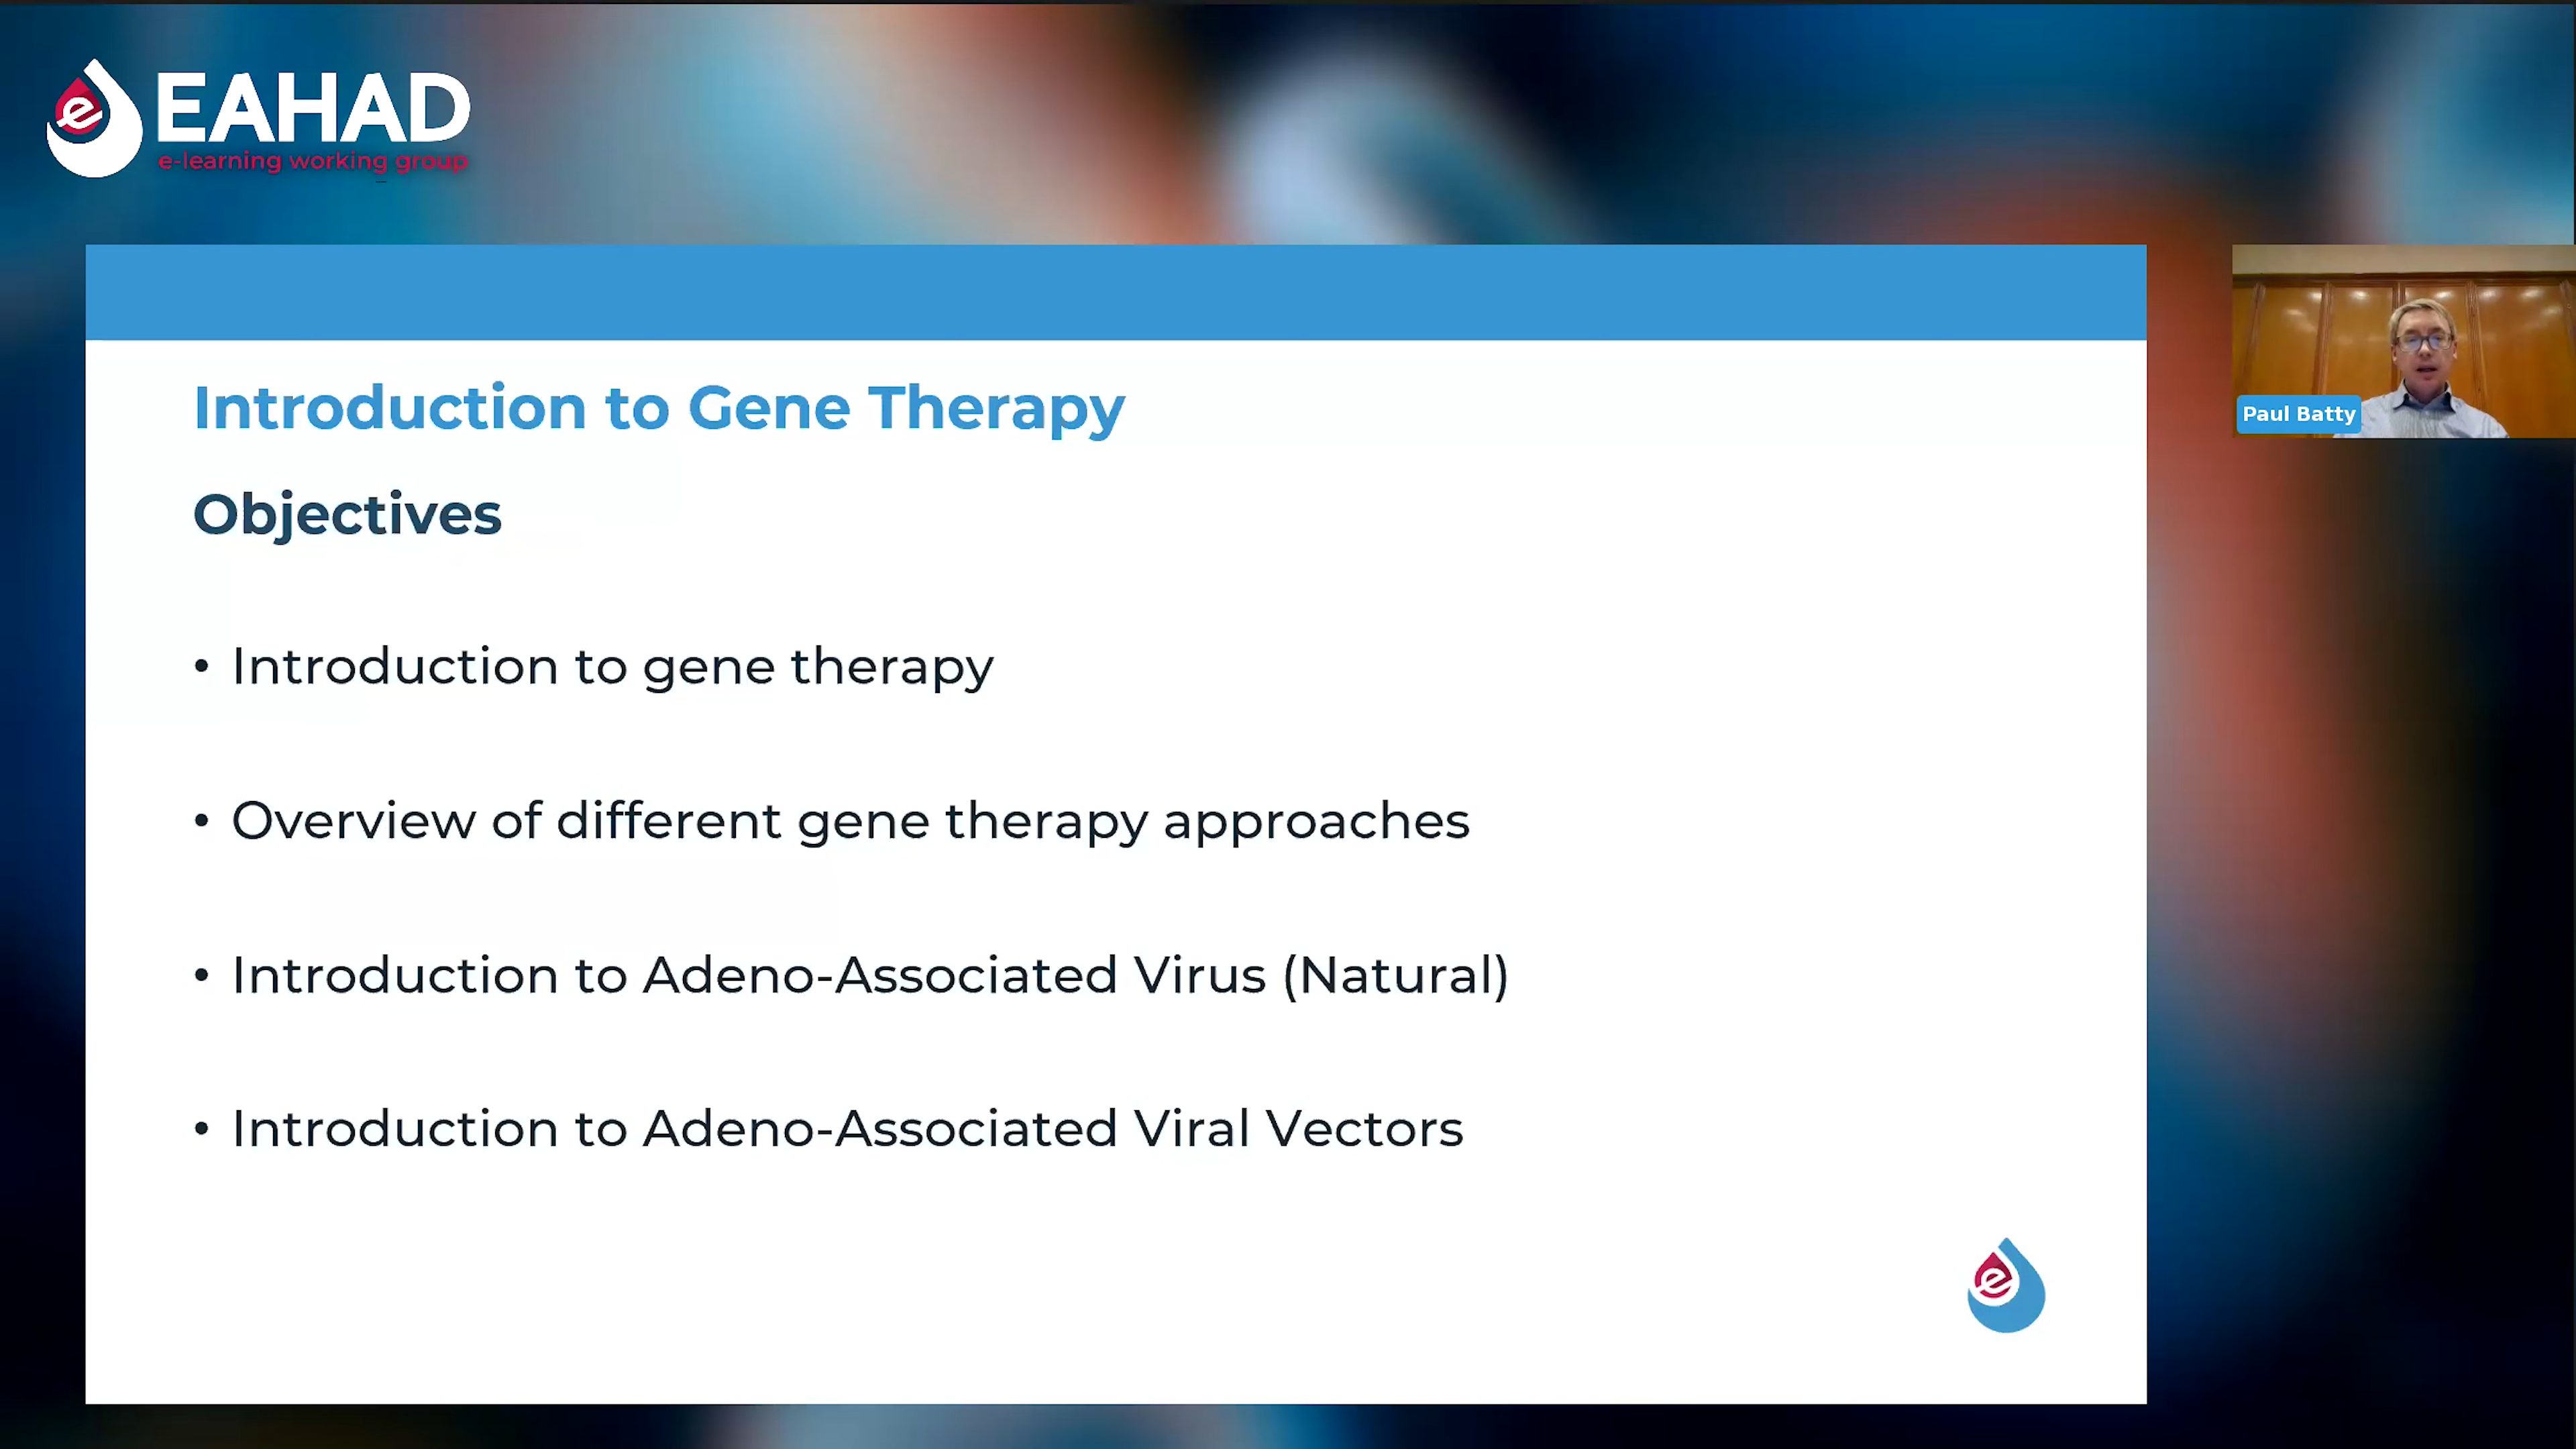 EAHAD
e-learning working group
Introduction to Gene Therapy
Objectives
• Introduction to gene therapy
• Overview of different gene therapy approaches
• Introduction to Adeno-Associated Virus (Natural)
• Introduction to Adeno-Associated Viral Vectors
Paul Batty
e
e